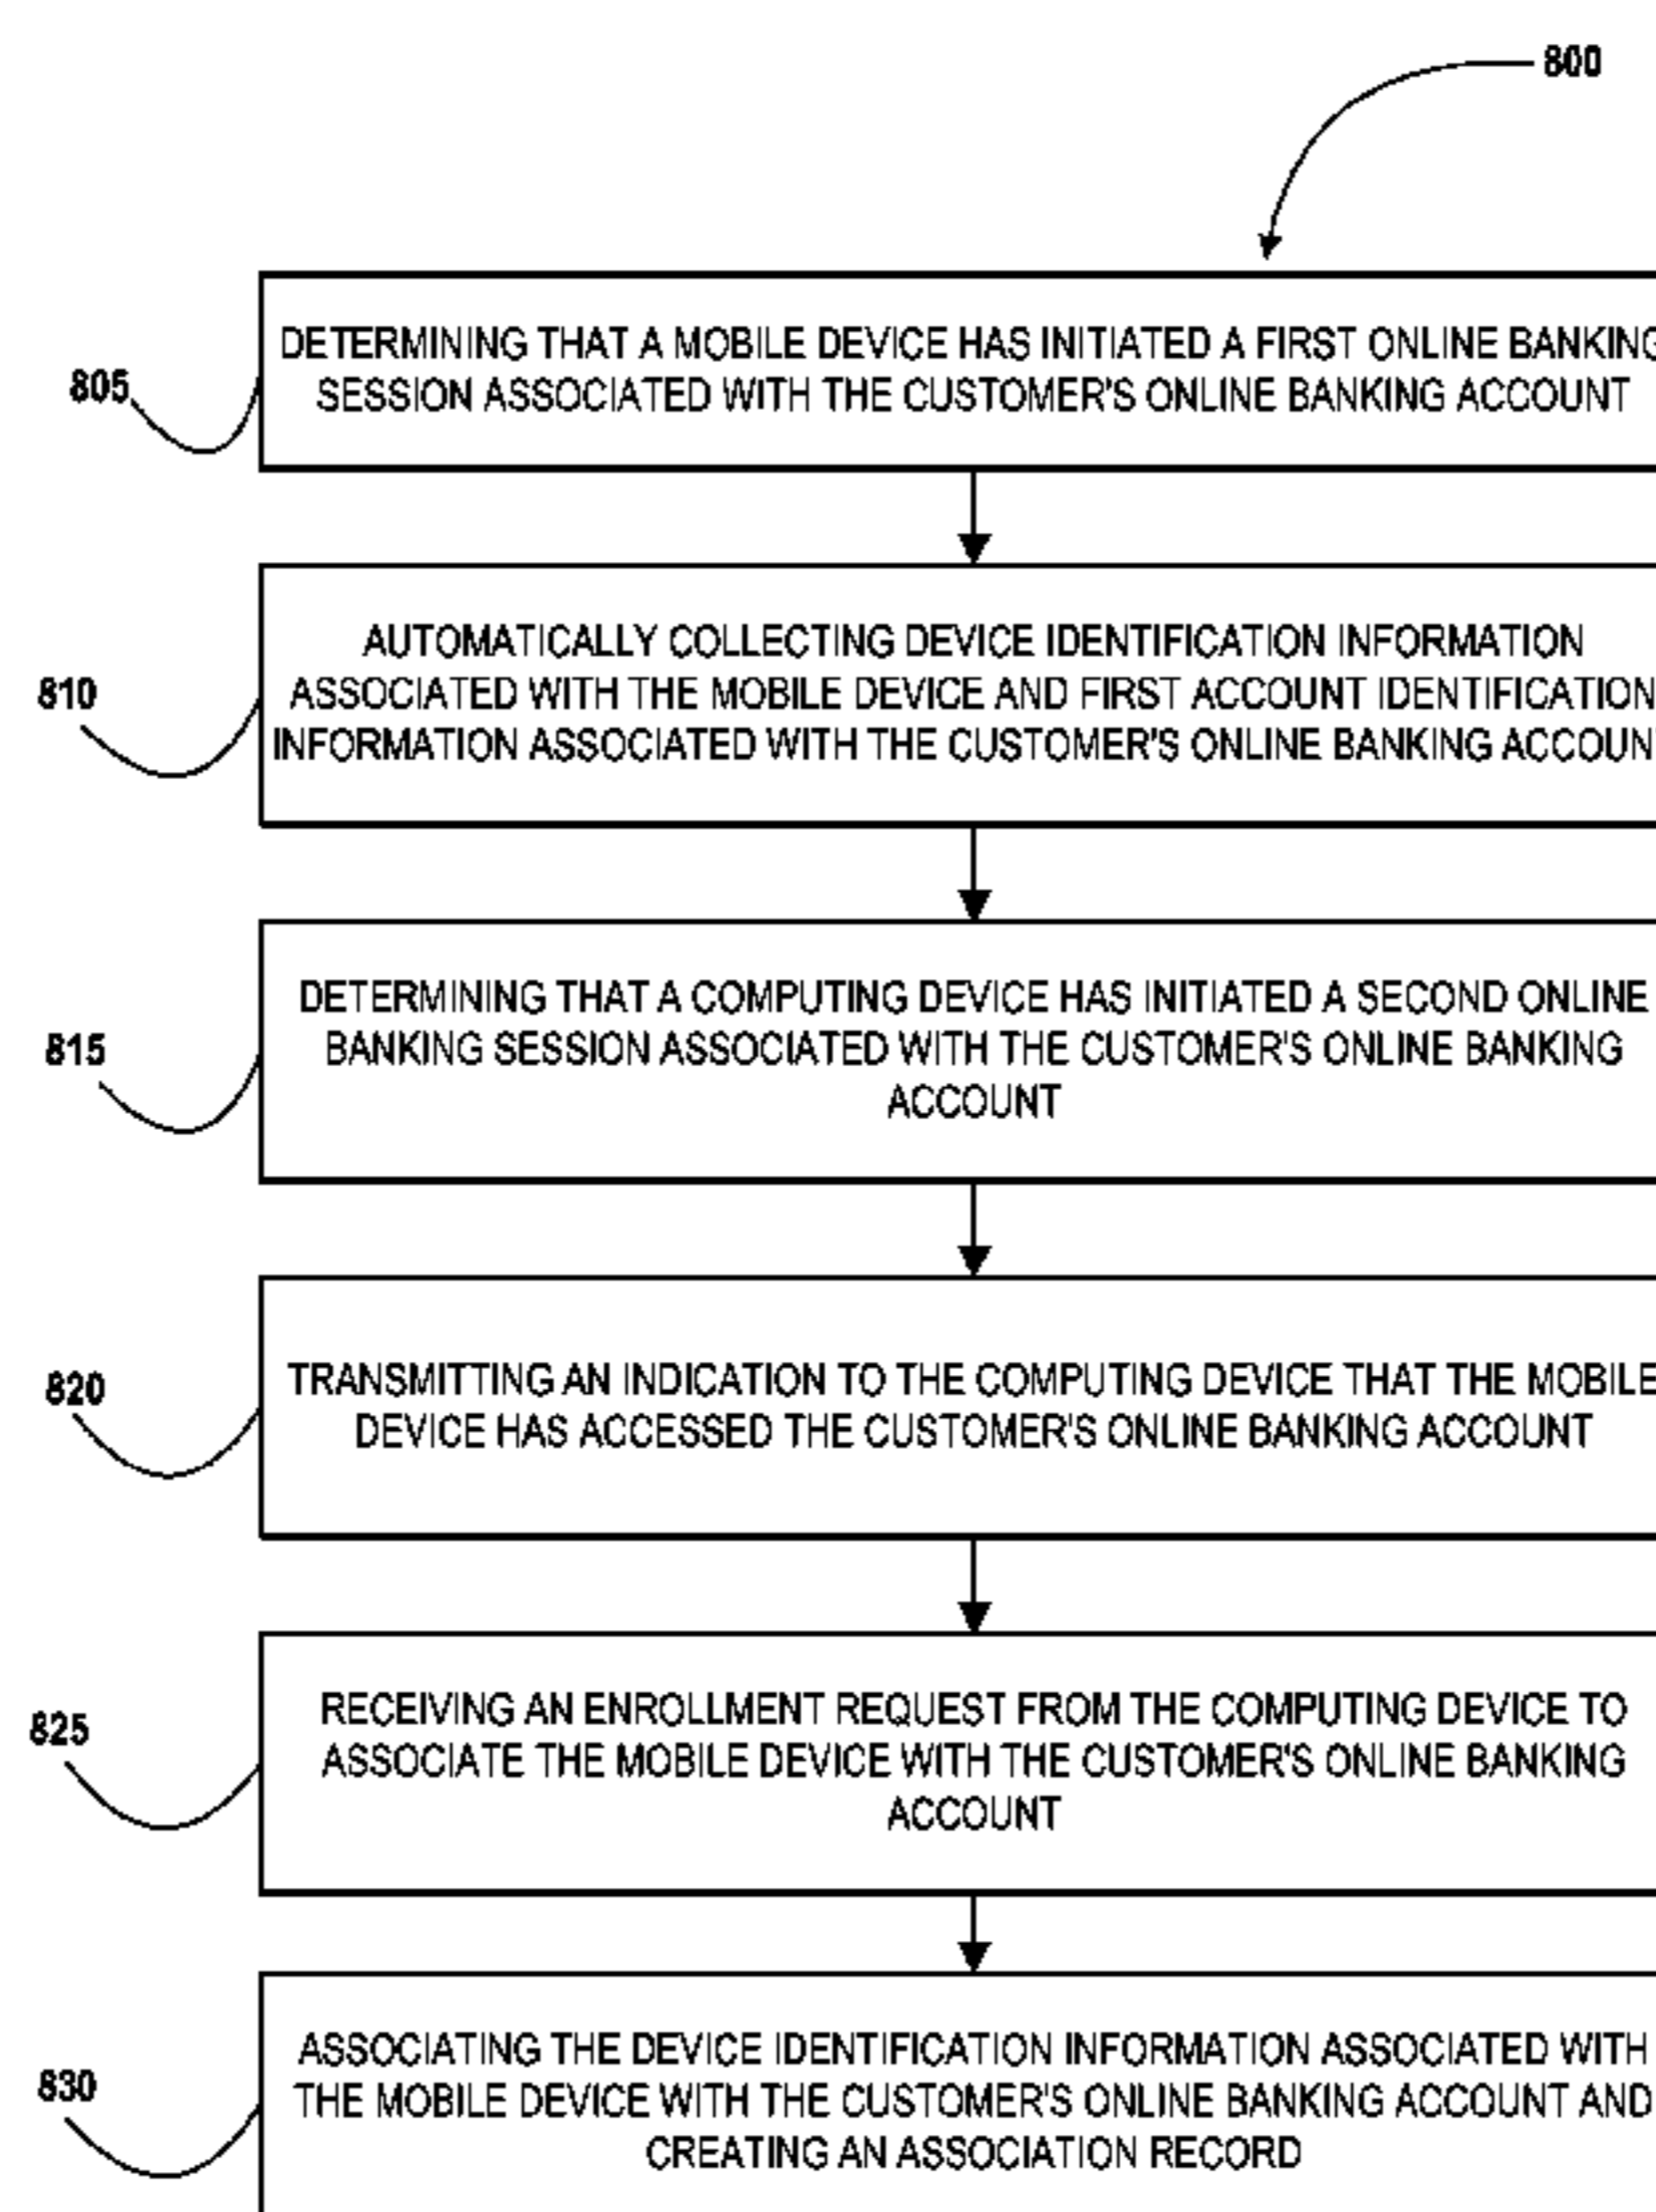 800
805
DETERMINING THAT A MOBILE DEVICE HAS INITIATED A FIRST ONLINE BANKING
SESSION ASSOCIATED WITH THE CUSTOMER'S ONLINE BANKING ACCOUNT
810
AUTOMATICALLY COLLECTING DEVICE IDENTIFICATION INFORMATION
ASSOCIATED WITH THE MOBILE DEVICE AND FIRST ACCOUNT IDENTIFICATION
INFORMATION ASSOCIATED WITH THE CUSTOMER'S ONLINE BANKING ACCOUNT
815
DETERMINING THAT A COMPUTING DEVICE HAS INITIATED A SECOND ONLINE
BANKING SESSION ASSOCIATED WITH THE CUSTOMER'S ONLINE BANKING
ACCOUNT
820
TRANSMITTING AN INDICATION TO THE COMPUTING DEVICE THAT THE MOBILE
DEVICE HAS ACCESSED THE CUSTOMER'S ONLINE BANKING ACCOUNT
825
RECEIVING AN ENROLLMENT REQUEST FROM THE COMPUTING DEVICE TO
ASSOCIATE THE MOBILE DEVICE WITH THE CUSTOMER'S ONLINE BANKING
ACCOUNT
830
ASSOCIATING THE DEVICE IDENTIFICATION INFORMATION ASSOCIATED WITH
THE MOBILE DEVICE WITH THE CUSTOMER'S ONLINE BANKING ACCOUNT AND
CREATING AN ASSOCIATION RECORD